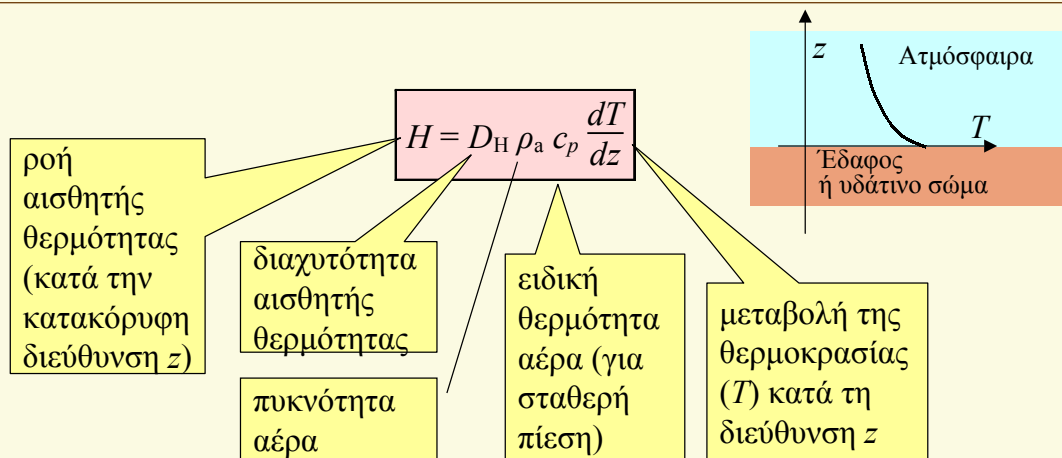 z
Ατμόσφαιρα
T
Έδαφος
ή υδάτινο σώμα
H = D_H ρ_a c_p dT/dz
ροή
αισθητής
θερμότητας
(κατά την
κατακόρυφη
διεύθυνση z)
διαχυτότητα
αισθητής
θερμότητας
πυκνότητα
αέρα
ειδική
θερμότητα
αέρα (για
σταθερή
πίεση)
μεταβολή της
θερμοκρασίας
(T) κατά τη
διεύθυνση z